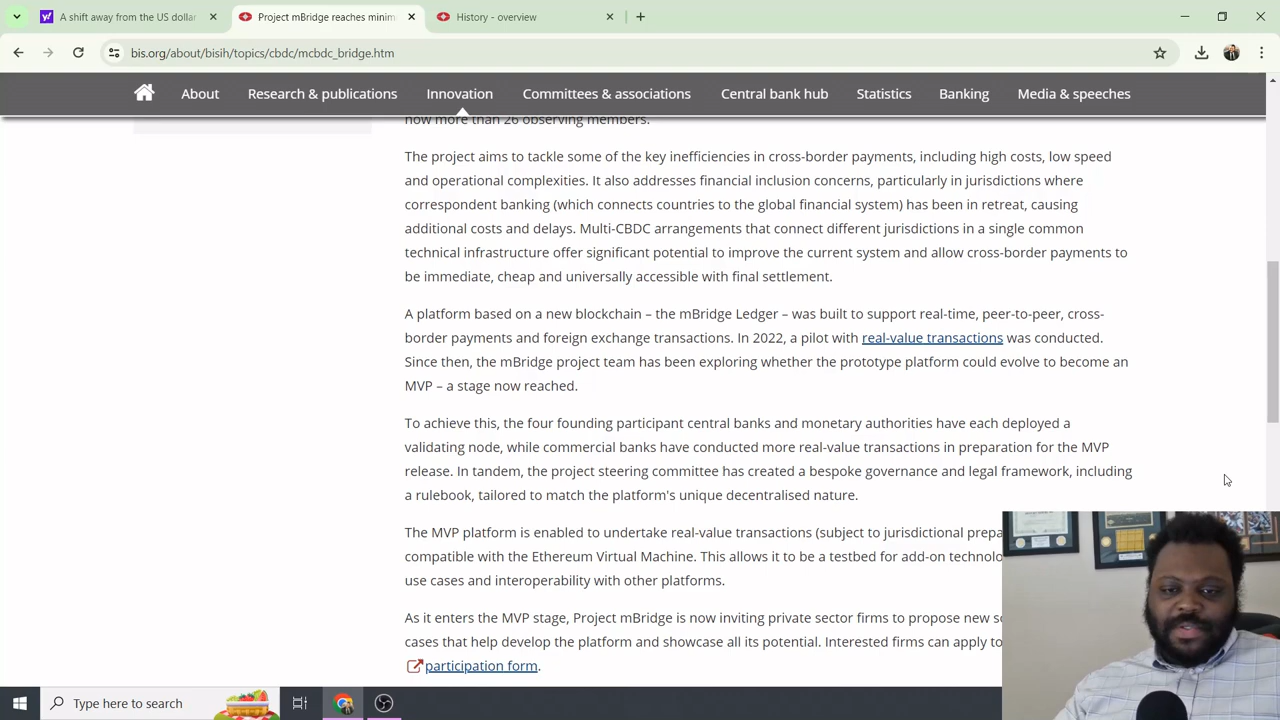 A shift away from the US dollar
Project mBridge reaches minim
History - overview
bis.org/about/bisih/topics/cbdc/mcbdc_bridge.htm
About
Research & publications
Innovation
Committees & associations
Central bank hub
Statistics
Banking
Media & speeches
now more than 26 observing members.
The project aims to tackle some of the key inefficiencies in cross-border payments, including high costs, low speed
and operational complexities. It also addresses financial inclusion concerns, particularly in jurisdictions where
correspondent banking (which connects countries to the global financial system) has been in retreat, causing
additional costs and delays. Multi-CBDC arrangements that connect different jurisdictions in a single common
technical infrastructure offer significant potential to improve the current system and allow cross-border payments to
be immediate, cheap and universally accessible with final settlement.
A platform based on a new blockchain – the mBridge Ledger – was built to support real-time, peer-to-peer, cross-
border payments and foreign exchange transactions. In 2022, a pilot with real-value transactions was conducted.
Since then, the mBridge project team has been exploring whether the prototype platform could evolve to become an
MVP – a stage now reached.
To achieve this, the four founding participant central banks and monetary authorities have each deployed a
validating node, while commercial banks have conducted more real-value transactions in preparation for the MVP
release. In tandem, the project steering committee has created a bespoke governance and legal framework, including
a rulebook, tailored to match the platform's unique decentralised nature.
The MVP platform is enabled to undertake real-value transactions (subject to jurisdictional prepa
compatible with the Ethereum Virtual Machine. This allows it to be a testbed for add-on technolo
use cases and interoperability with other platforms.
As it enters the MVP stage, Project mBridge is now inviting private sector firms to propose new so
cases that help develop the platform and showcase all its potential. Interested firms can apply to
participation form.
Type here to search